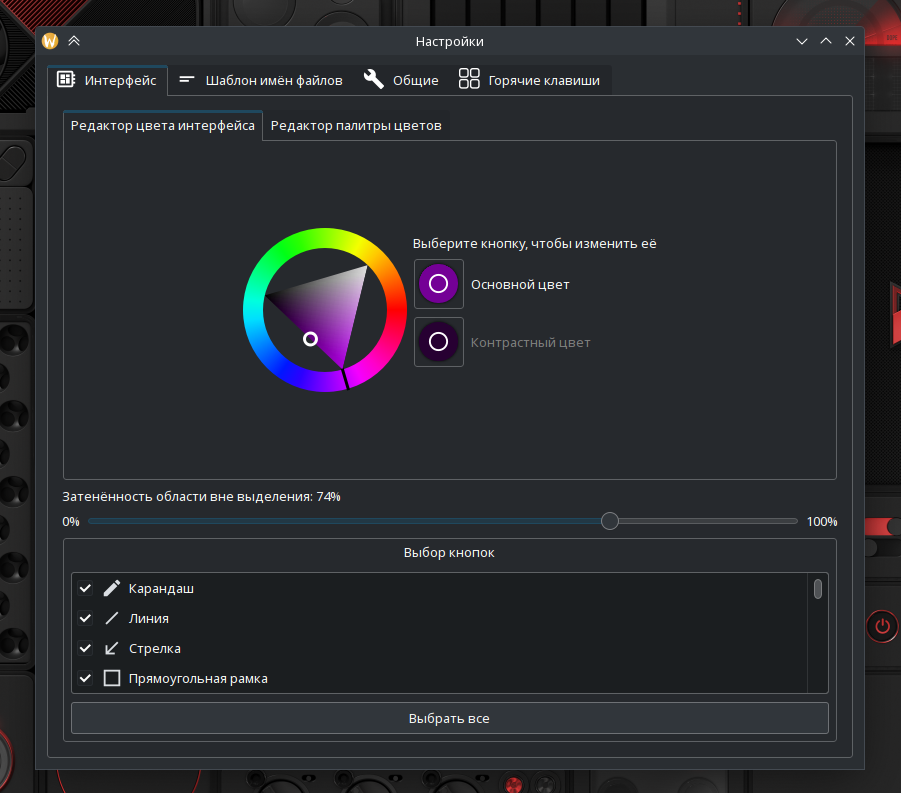 Настройки
Интерфейс
Шаблон имён файлов
Общие
Горячие клавиши
Редактор цвета интерфейса
Редактор палитры цветов
Выберите кнопку, чтобы изменить её
Основной цвет
Контрастный цвет
Затенённость области вне выделения: 74%
0%
100%
Выбор кнопок
Карандаш
Линия
Стрелка
Прямоугольная рамка
Выбрать все